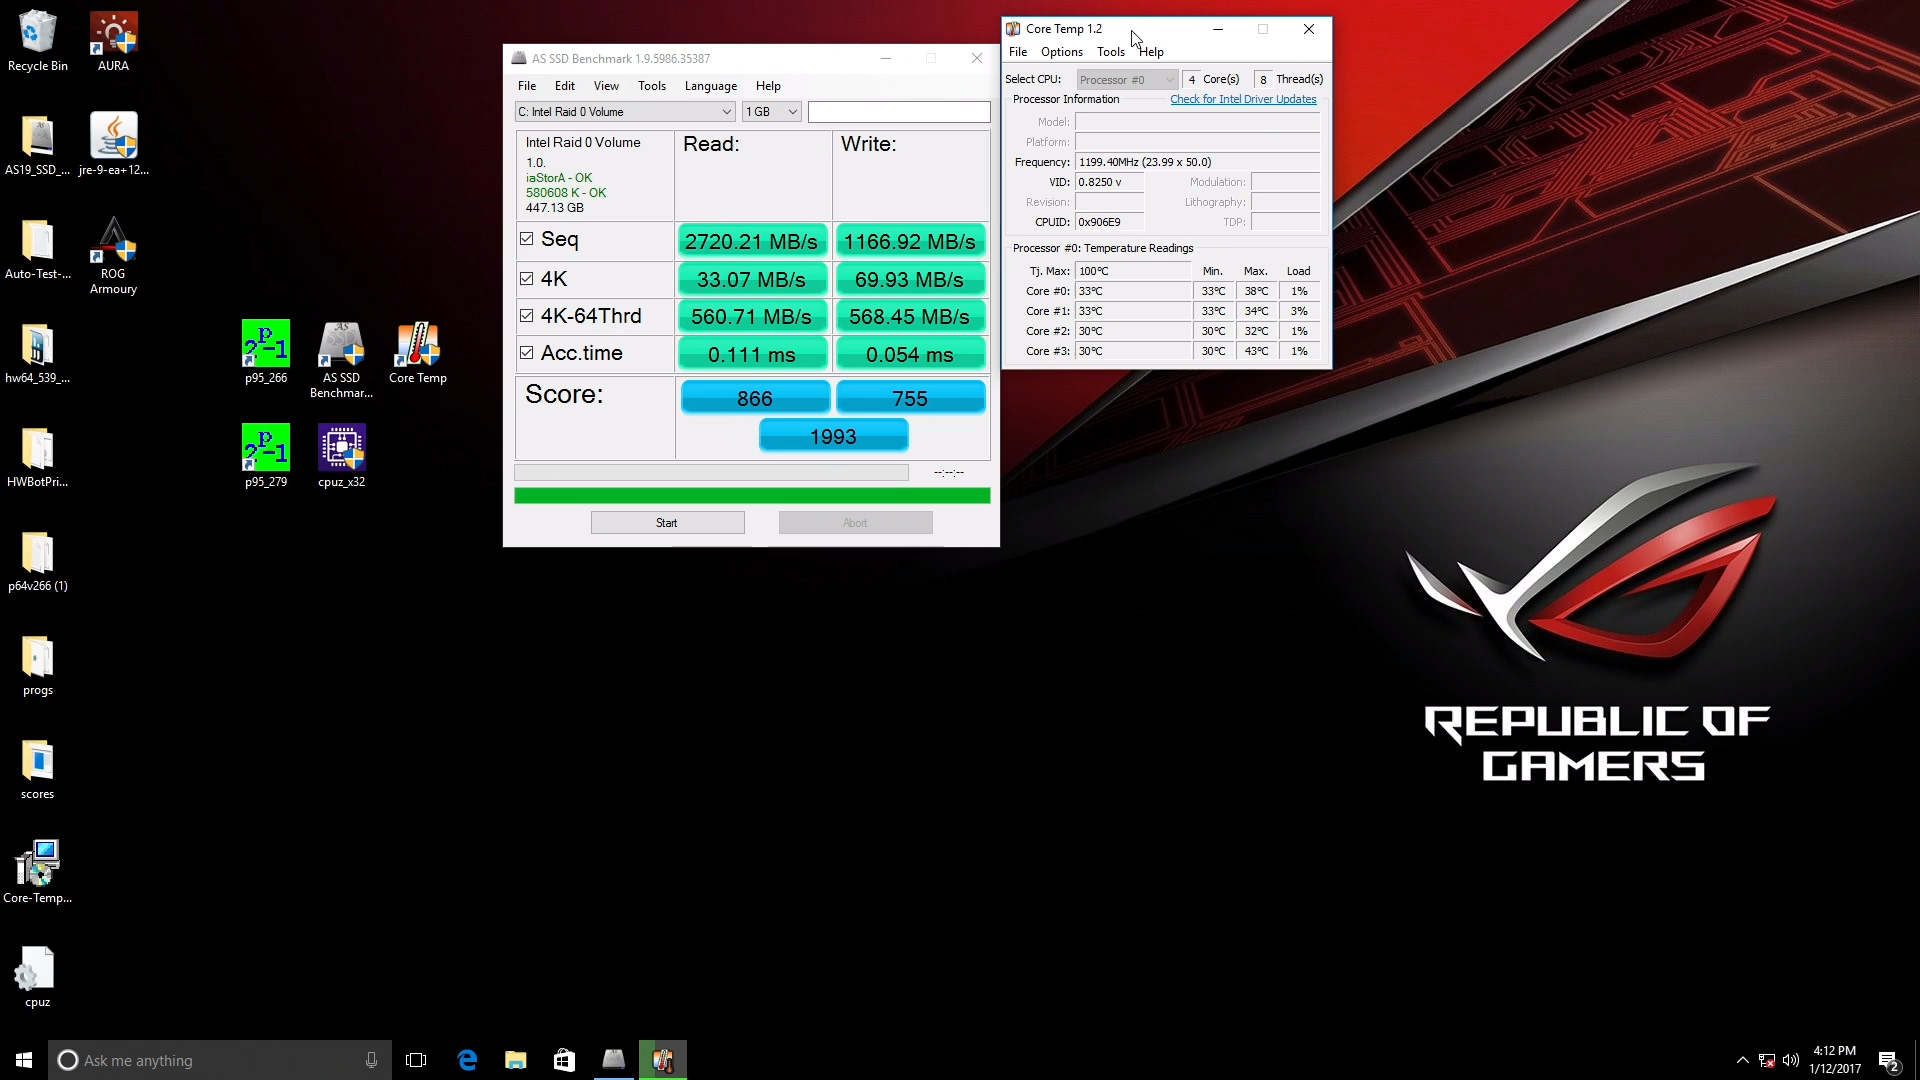 Recycle Bin
AURA
AS19_SSD_...
jre-9-ea+12...
Auto-Test-...
ROG
Armoury
hw64_539_...
p95_266
AS SSD
Benchmar...
Core Temp
HWBotPri...
p95_279
cpuz_x32
p64v266 (1)
progs
scores
Core-Temp...
cpuz
AS SSD Benchmark 1.9.5986.35387
File Edit View Tools Language Help
C: Intel Raid 0 Volume 1 GB
Intel Raid 0 Volume
1.0.
iaStorA - OK
580608 K - OK
447.13 GB
Read: Write:
Seq 2720.21 MB/s 1166.92 MB/s
4K 33.07 MB/s 69.93 MB/s
4K-64Thrd 560.71 MB/s 568.45 MB/s
Acc.time 0.111 ms 0.054 ms
Score: 866 755
1993
--:--:--
Start Abort
Core Temp 1.2
File Options Tools Help
Select CPU: Processor #0 4 Core(s) 8 Thread(s)
Processor Information Check for Intel Driver Updates
Model:
Platform:
Frequency: 1199.40MHz (23.99 x 50.0)
VID: 0.8250 v Modulation:
Revision: Lithography:
CPUID: 0x906E9 TDP:
Processor #0: Temperature Readings
Tj. Max: 100°C Min. Max. Load
Core #0: 33°C 33°C 38°C 1%
Core #1: 33°C 33°C 34°C 3%
Core #2: 30°C 30°C 32°C 1%
Core #3: 30°C 30°C 43°C 1%
REPUBLIC OF
GAMERS
Ask me anything
4:12 PM
1/12/2017
2